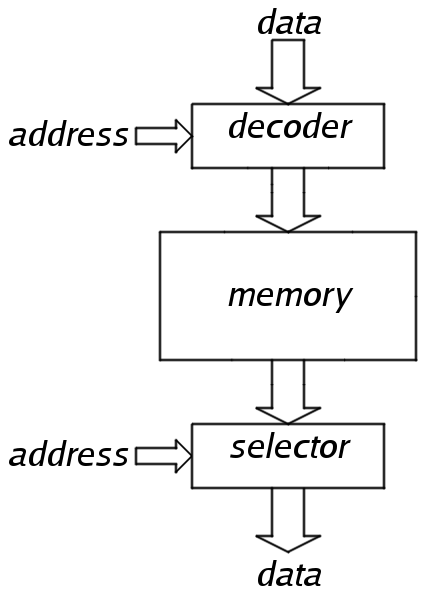 data
address
decoder
memory
address
selector
data